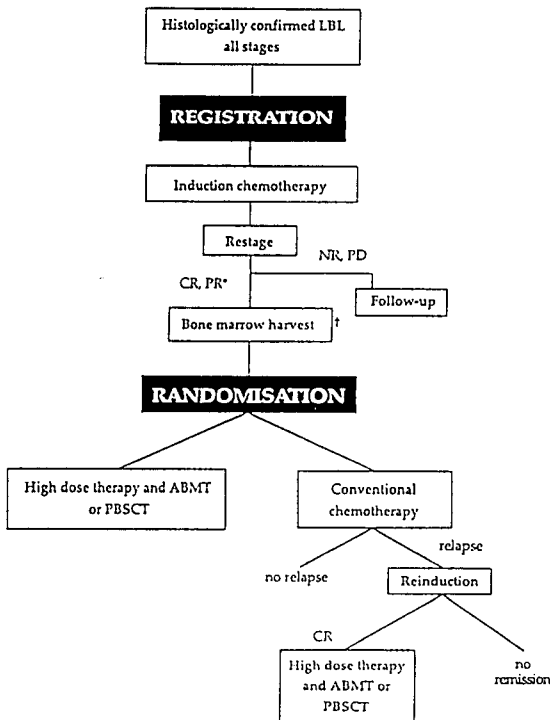 Histologically confirmed LBL
all stages
REGISTRATION
Induction chemotherapy
Restage
NR, PD
CR, PR*
Follow-up
Bone marrow harvest †
RANDOMISATION
High dose therapy and ABMT
or PBSCT
Conventional
chemotherapy
relapse
no relapse
Reinduction
CR
High dose therapy
and ABMT or
PBSCT
no
remission